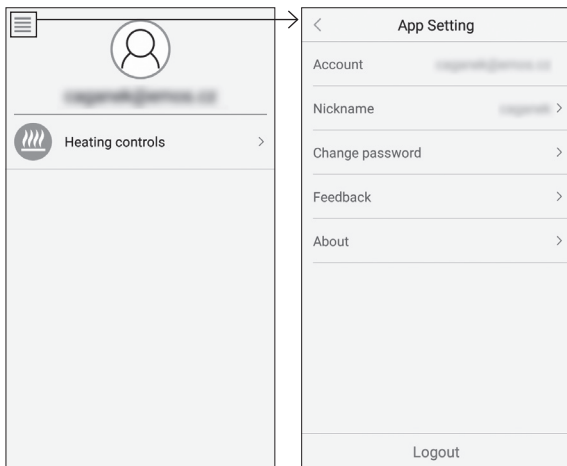 Heating controls
App Setting
Account
Nickname
Change password
Feedback
About
Logout